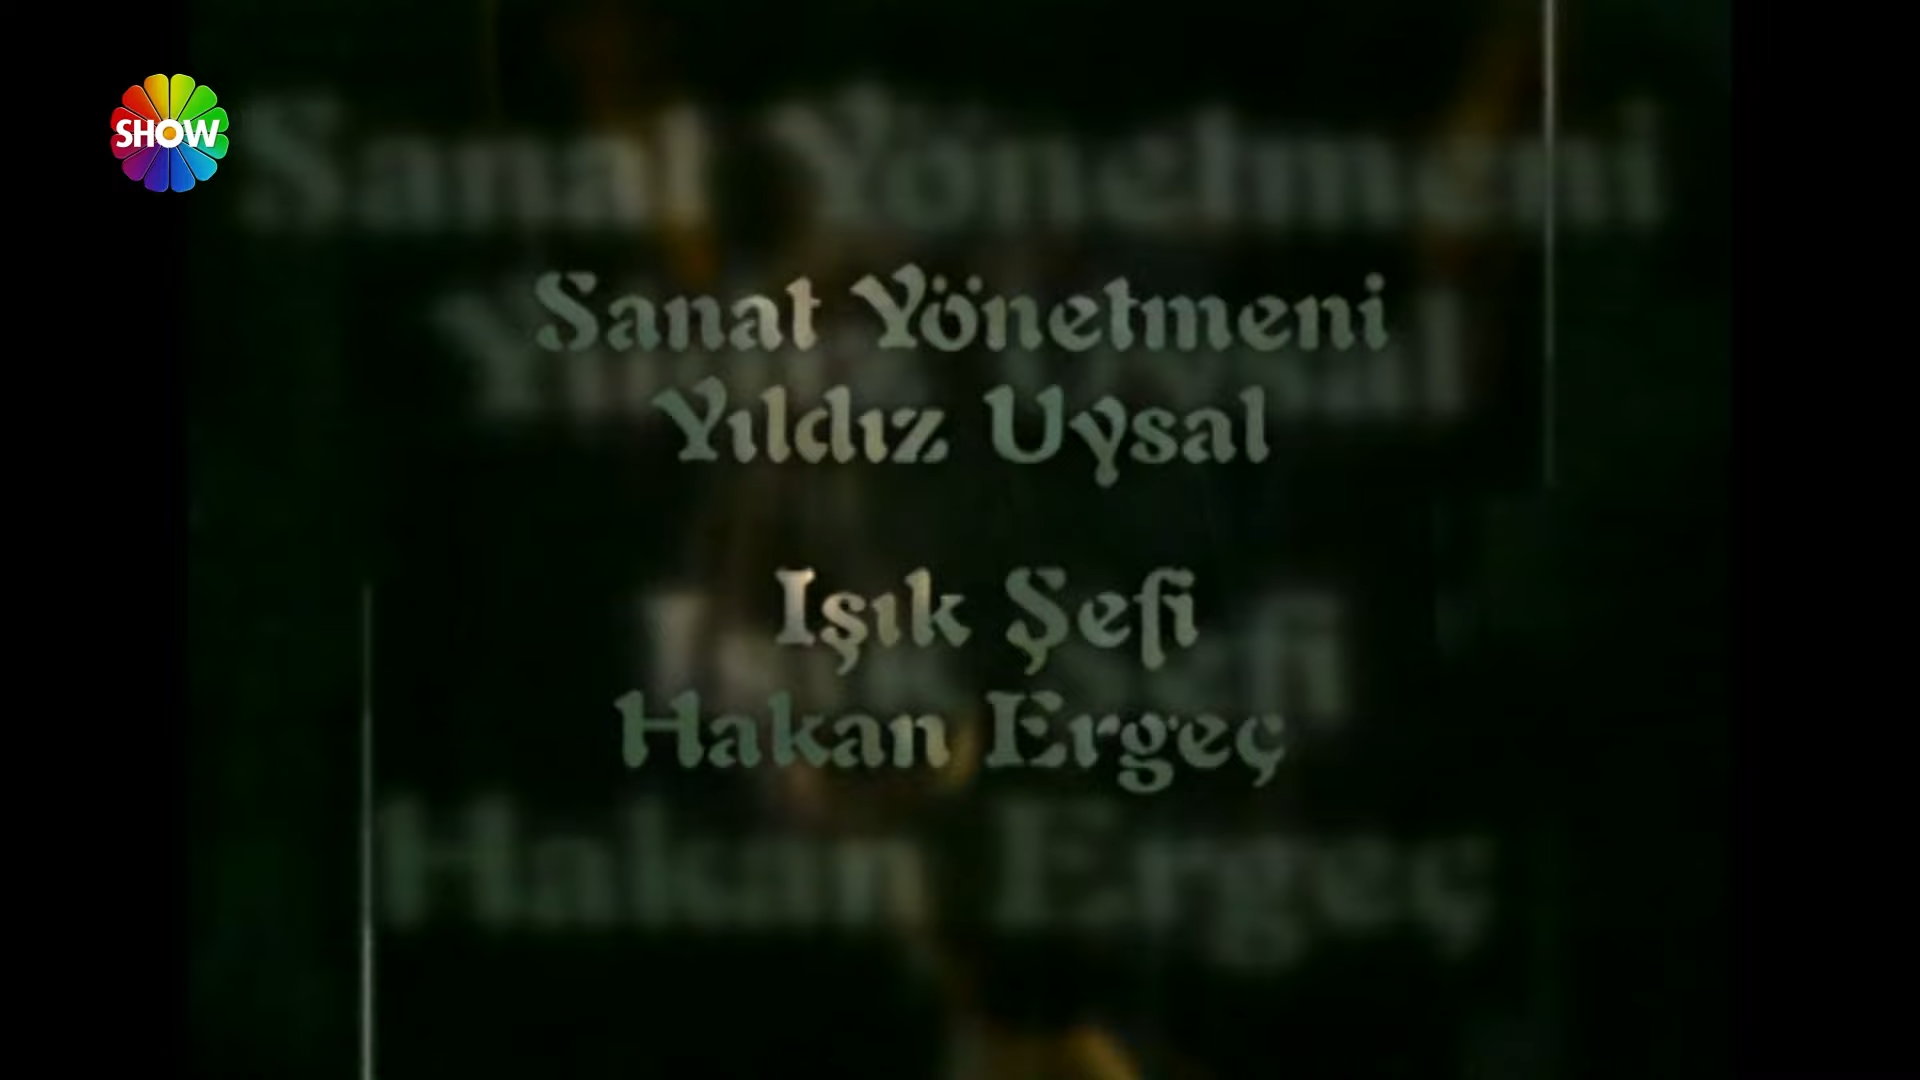 SHOW
Sanat Yönetmeni
Yıldız Uysal
Işık Şefi
Hakan Ergeç